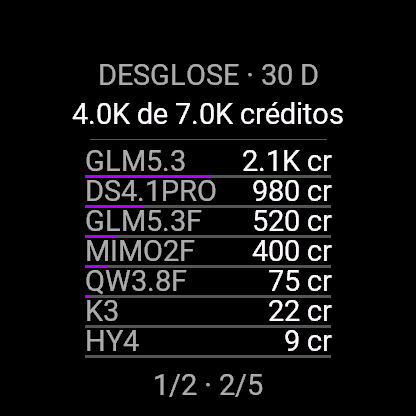 DESGLOSE · 30 D
4.0K de 7.0K créditos
GLM5.3 2.1K cr
DS4.1PRO 980 cr
GLM5.3F 520 cr
MIMO2F 400 cr
QW3.8F 75 cr
K3 22 cr
HY4 9 cr
1/2 · 2/5